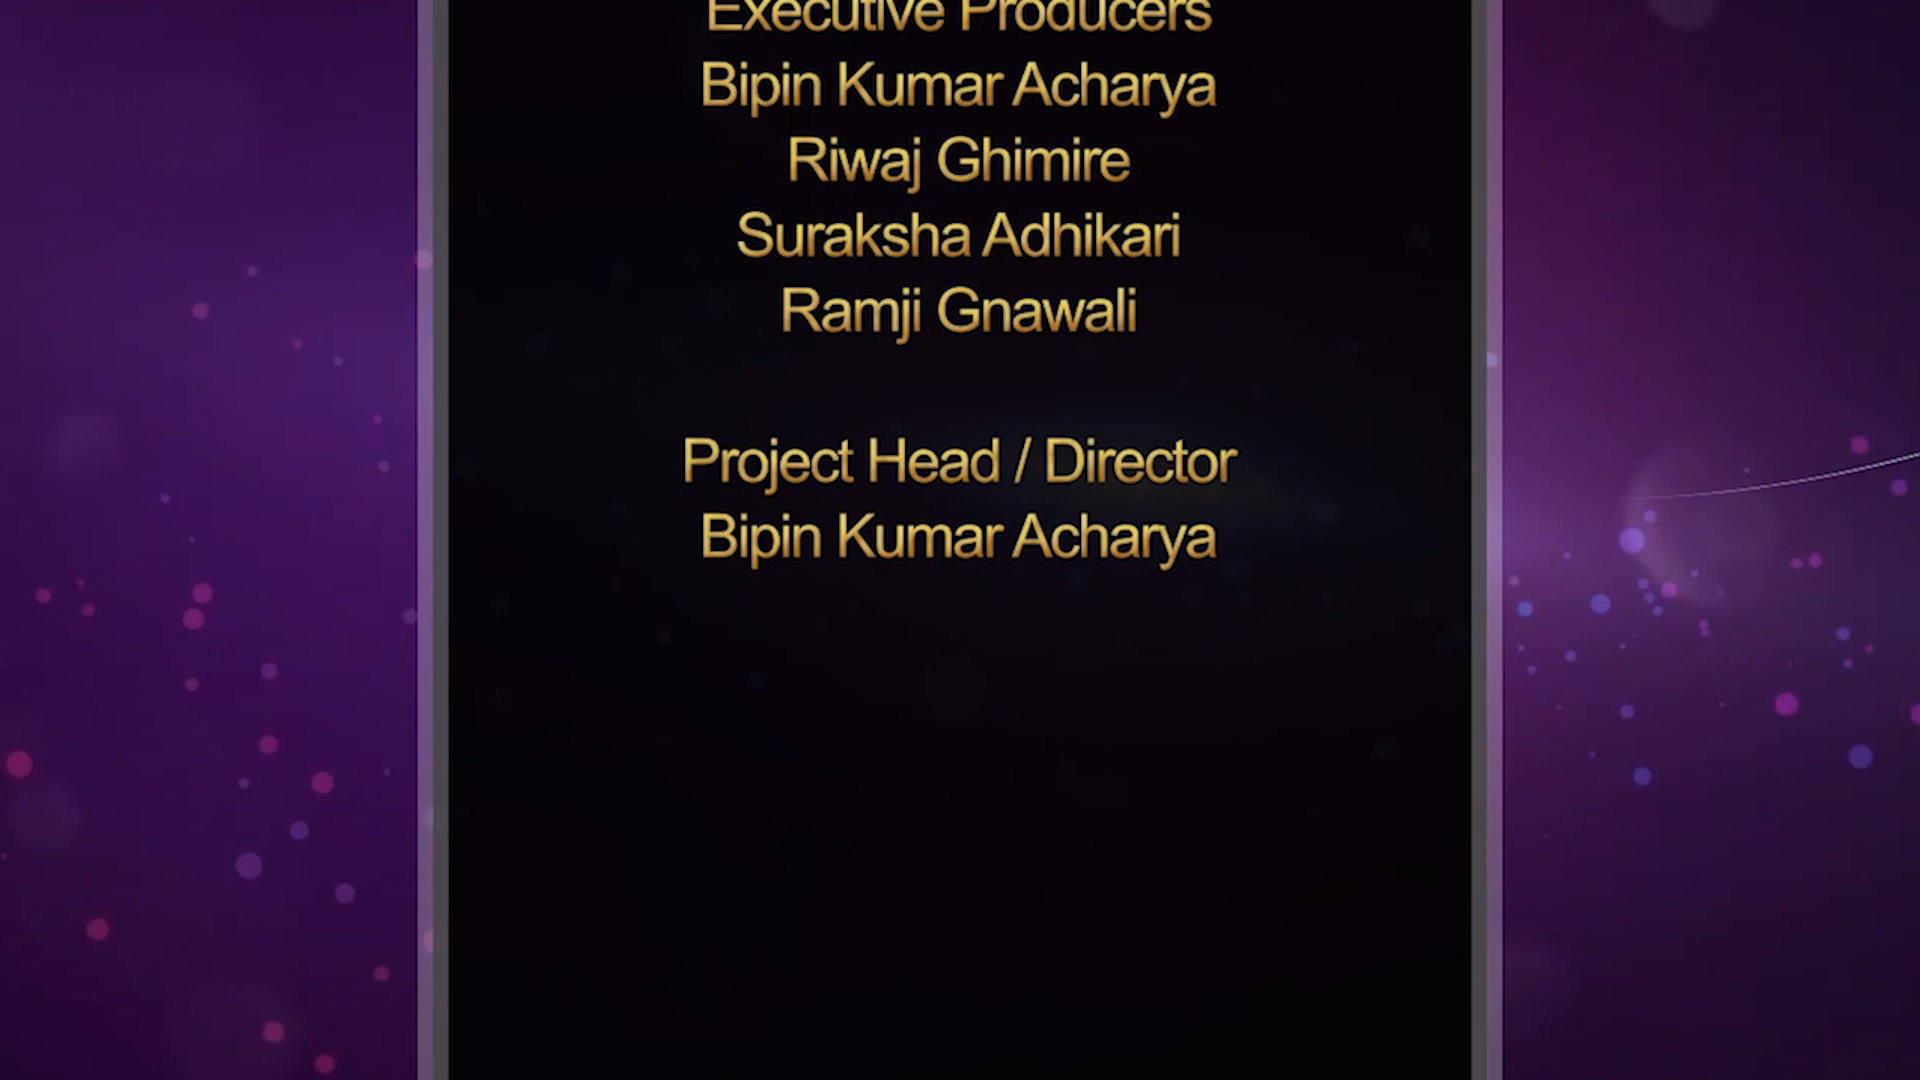 Executive Producers
Bipin Kumar Acharya
Riwaj Ghimire
Suraksha Adhikari
Ramji Gnawali
Project Head / Director
Bipin Kumar Acharya